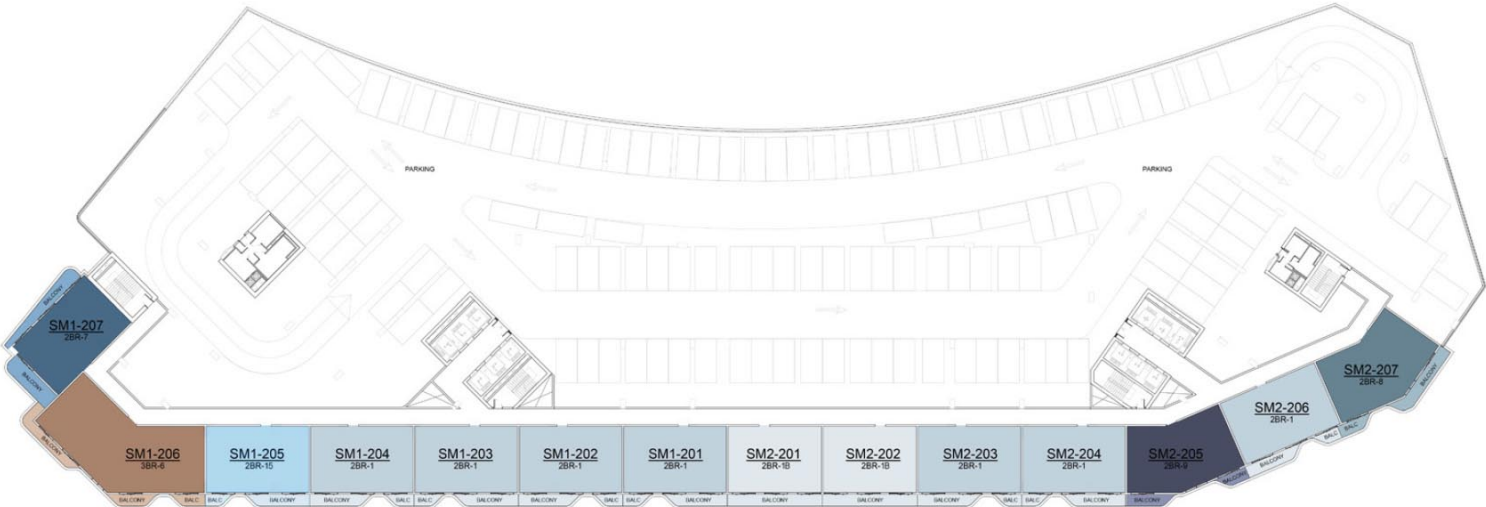 PARKING
PARKING
BALCONY
SM1-207
2BR-7
BALCONY
SM2-207
2BR-8
BALCONY
SM2-206
2BR-1
BALC
BALC
BALCONY
SM1-206
3BR-6
SM1-205
2BR-15
SM1-204
2BR-1
SM1-203
2BR-1
SM1-202
2BR-1
SM1-201
2BR-1
SM2-201
2BR-1B
SM2-202
2BR-1B
SM2-203
2BR-1
SM2-204
2BR-1
SM2-205
2BR-9
BALCONY
BALCONY
BALCONY
BALC
BALC
BALCONY
BALCONY
BALC
BALC
BALCONY
BALCONY
BALC
BALC
BALCONY
BALCONY
BALCONY
BALCONY
BALC
BALC
BALCONY
BALCONY